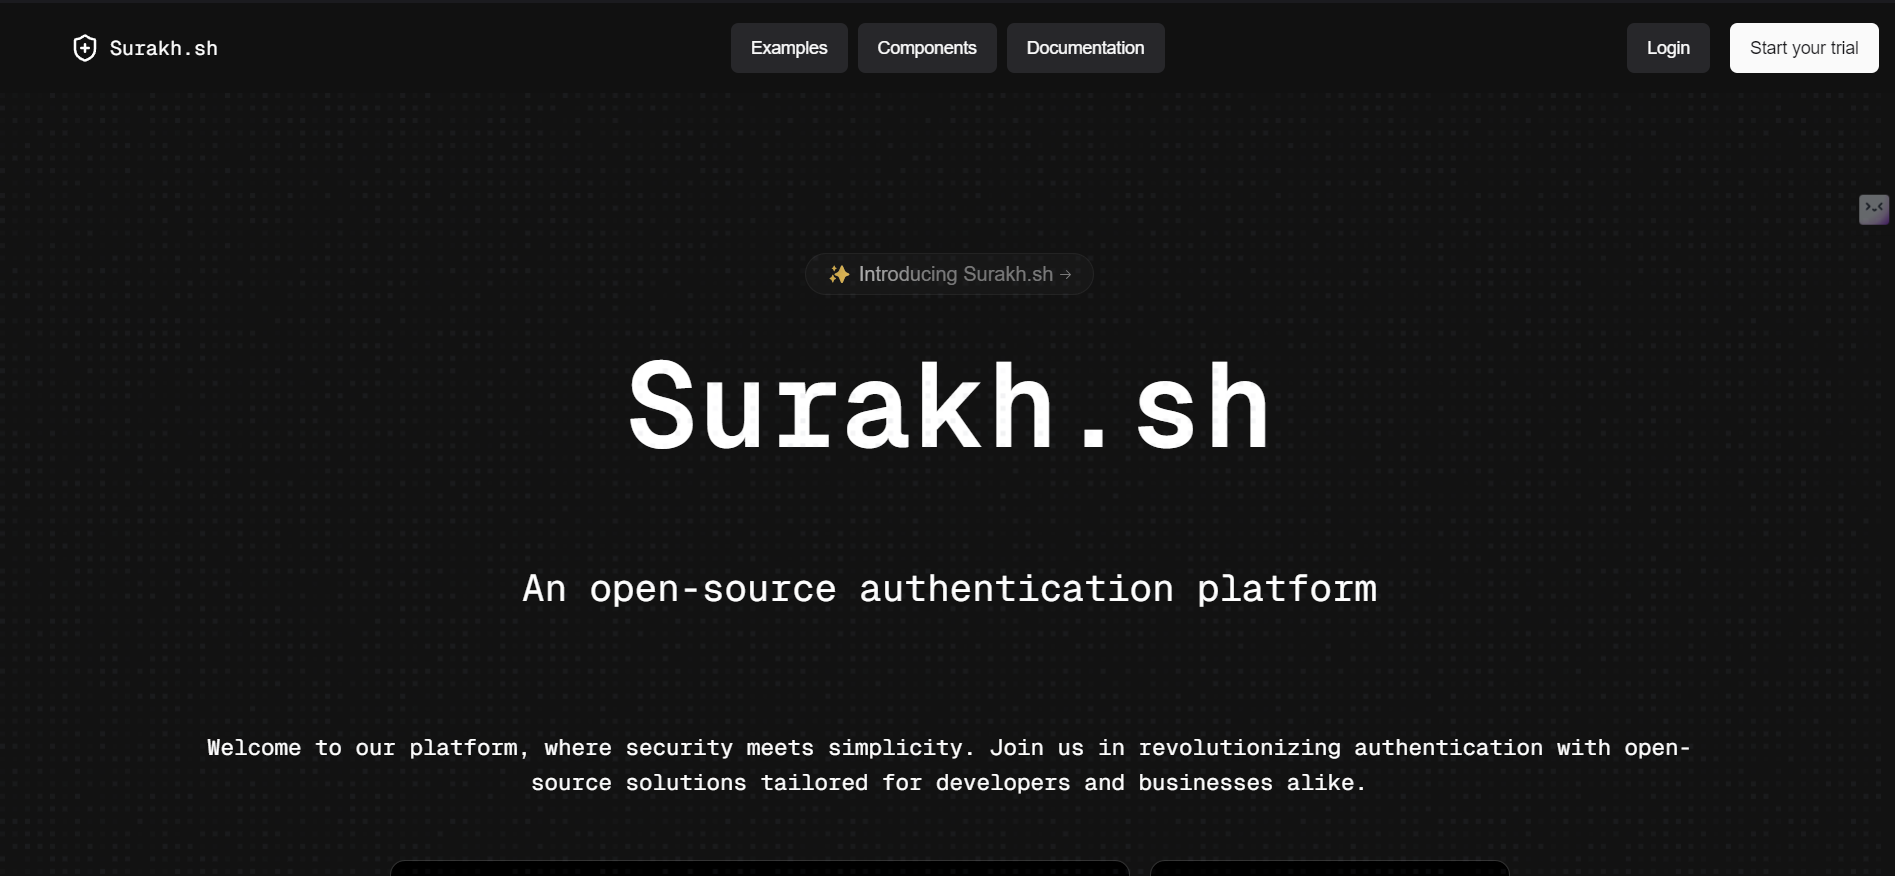 Surakh.sh
Examples
Components
Documentation
Login
Start your trial
✨ Introducing Surakh.sh →
Surakh.sh
An open-source authentication platform
Welcome to our platform, where security meets simplicity. Join us in revolutionizing authentication with open-
source solutions tailored for developers and businesses alike.